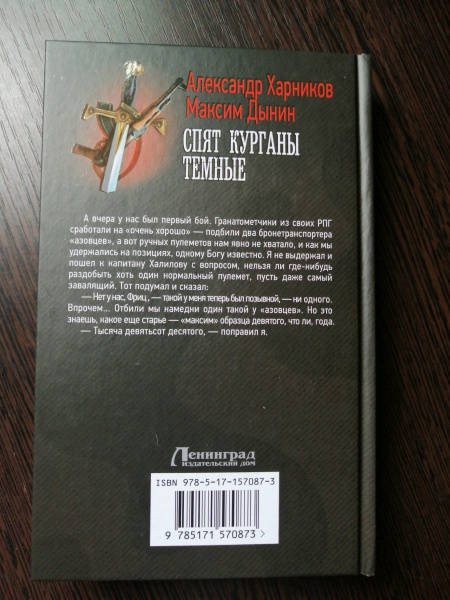 Александр Харников
Максим Дынин
СПЯТ КУРГАНЫ
ТЕМНЫЕ
А вчера у нас был первый бой. Гранатометчики из своих РПГ
сработали на «очень хорошо» — подбили два бронетранспортера
«азовцев», а вот ручных пулеметов нам явно не хватало, и как мы
удержались на позициях, одному Богу известно. Я не выдержал и
пошел к капитану Халилову с вопросом, нельзя ли где-нибудь
раздобыть хоть один нормальный пулемет, пусть даже самый
завалящий. Тот подумал и сказал:
— Нет у нас, Фриц, — такой у меня теперь был позывной, — ни одного.
Впрочем... Отбили мы намедни один такой у «азовцев». Но это
знаешь, какое еще старье — «максим» образца девятого, что ли, года.
— Тысяча девятьсот десятого, — поправил я.
Ленинград
издательский дом
ISBN 978-5-17-157087-3
9 785171 570873 >